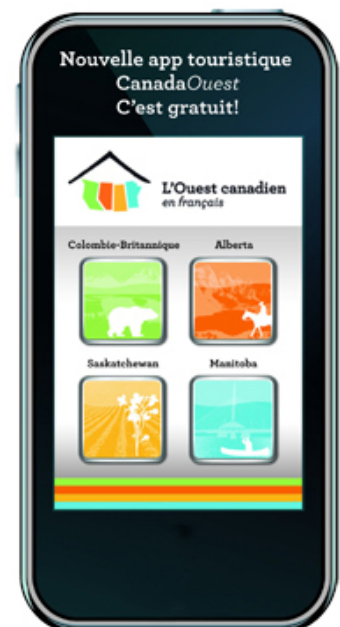 Nouvelle app touristique
CanadaOuest
C'est gratuit!
L'Ouest canadien
en français
Colombie-Britannique Alberta
Saskatchewan Manitoba